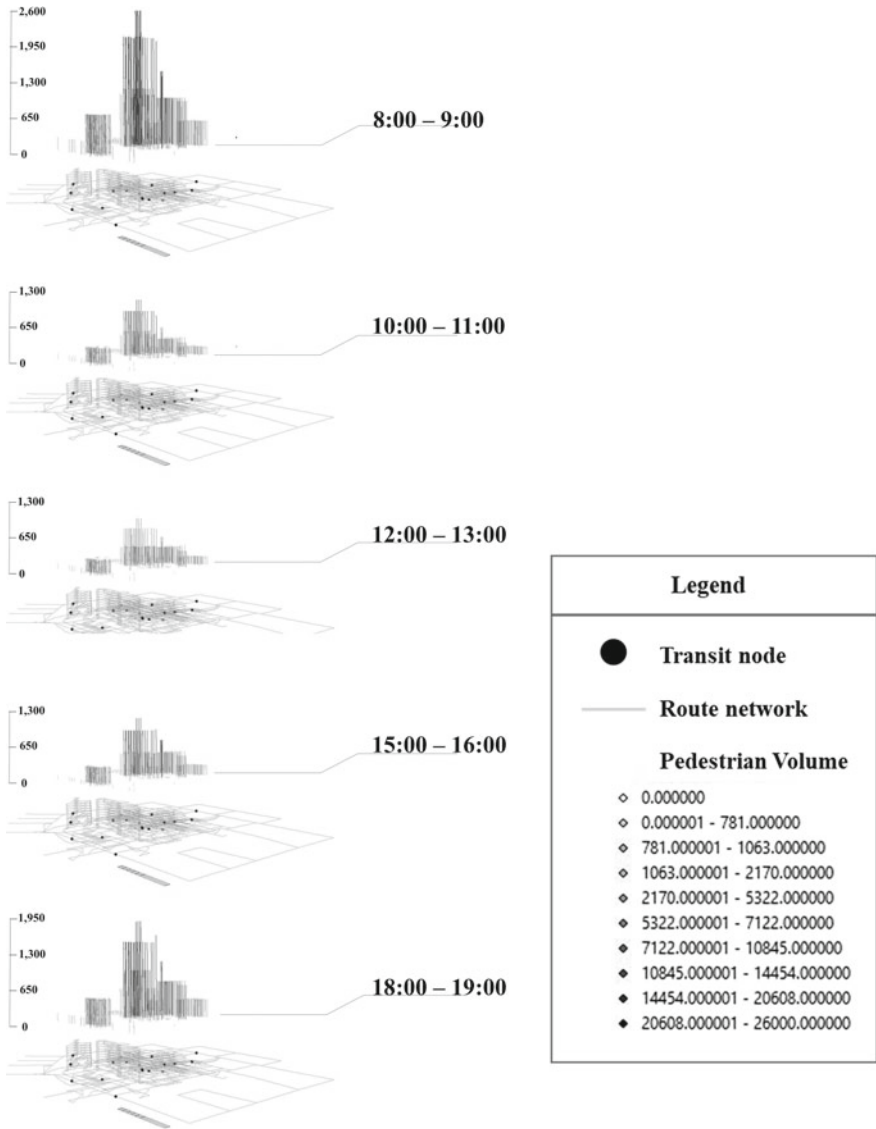 2,600
1,950
1,300
650
0
8:00 – 9:00
1,300
650
0
10:00 – 11:00
1,300
650
0
12:00 – 13:00
1,300
650
0
15:00 – 16:00
1,950
1,300
650
0
18:00 – 19:00
Legend
Transit node
Route network
Pedestrian Volume
0.000000
0.000001 - 781.000000
781.000001 - 1063.000000
1063.000001 - 2170.000000
2170.000001 - 5322.000000
5322.000001 - 7122.000000
7122.000001 - 10845.000000
10845.000001 - 14454.000000
14454.000001 - 20608.000000
20608.000001 - 26000.000000